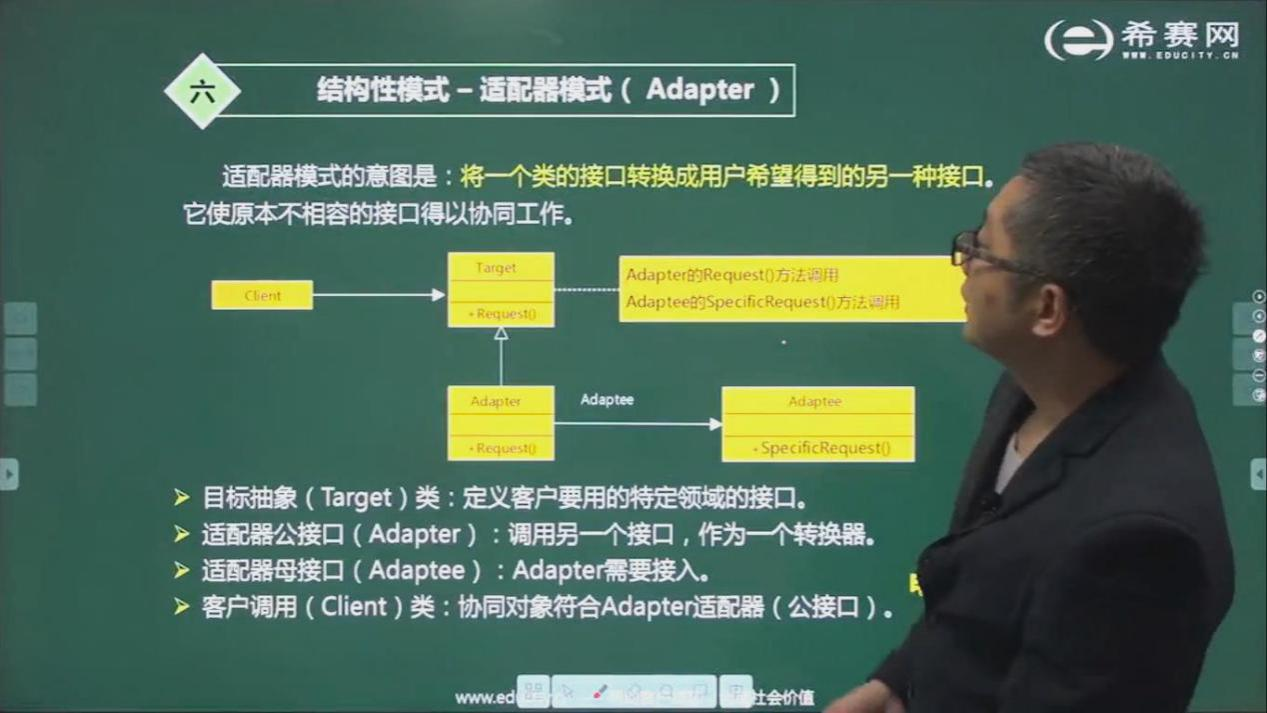 希赛网
WWW.EDUCITY.CN
六
结构性模式 – 适配器模式（ Adapter ）
适配器模式的意图是：将一个类的接口转换成用户希望得到的另一种接口。
它使原本不相容的接口得以协同工作。
Client
Target
+Request()
Adapter的Request()方法调用
Adaptee的SpecificRequest()方法调用
Adapter
+Request()
Adaptee
Adaptee
+SpecificRequest()
目标抽象（Target）类：定义客户要用的特定领域的接口。
适配器公接口（Adapter）：调用另一个接口，作为一个转换器。
适配器母接口（Adaptee）：Adapter需要接入。
客户调用（Client）类：协同对象符合Adapter适配器（公接口）。
www.edu
社会价值